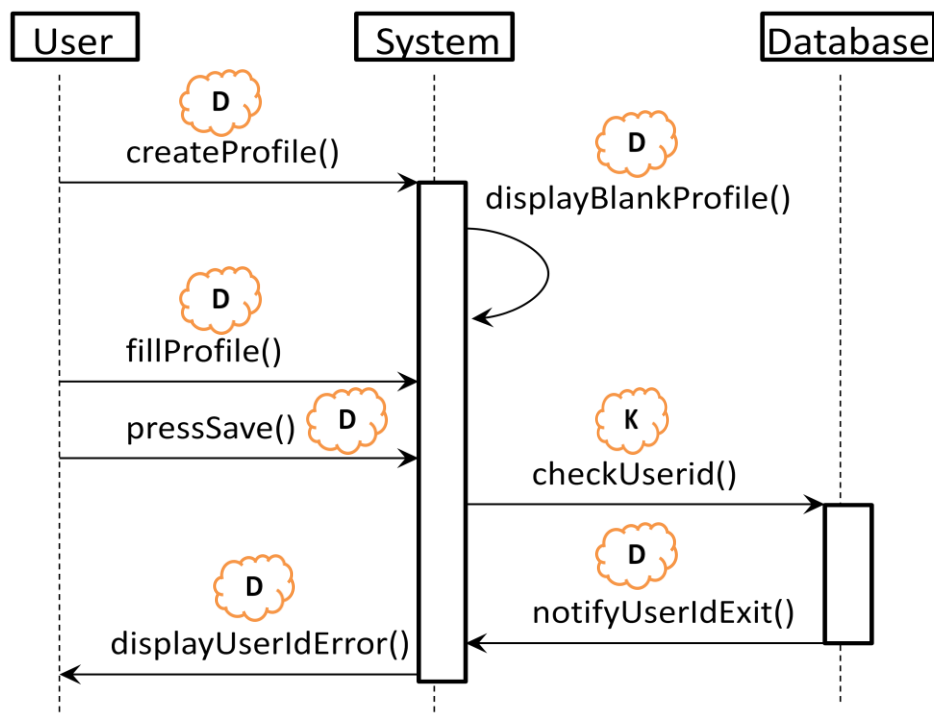 User
System
Database
D
createProfile()
D
displayBlankProfile()
D
fillProfile()
pressSave()
D
K
checkUserid()
D
notifyUserIdExit()
D
displayUserIdError()